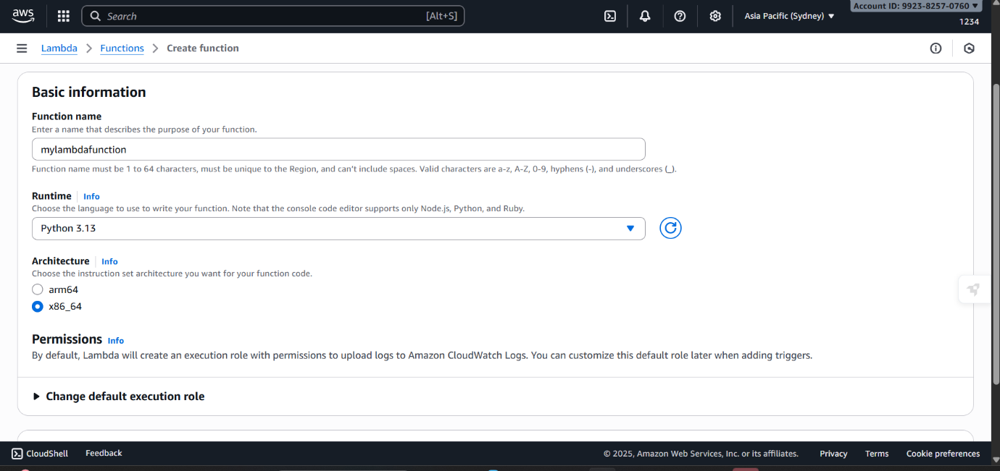 aws
Search [Alt+S]
Asia Pacific (Sydney)
Account ID: 9923-8257-0760
1234
Lambda
Functions
Create function
Basic information
Function name
Enter a name that describes the purpose of your function.
mylambdafunction
Function name must be 1 to 64 characters, must be unique to the Region, and can't include spaces. Valid characters are a-z, A-Z, 0-9, hyphens (-), and underscores (_).
Runtime Info
Choose the language to use to write your function. Note that the console code editor supports only Node.js, Python, and Ruby.
Python 3.13
Architecture Info
Choose the instruction set architecture you want for your function code.
arm64
x86_64
Permissions Info
By default, Lambda will create an execution role with permissions to upload logs to Amazon CloudWatch Logs. You can customize this default role later when adding triggers.
Change default execution role
CloudShell
Feedback
© 2025, Amazon Web Services, Inc. or its affiliates.
Privacy
Terms
Cookie preferences